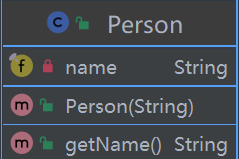 C Person
f name String
m Person(String)
m getName() String